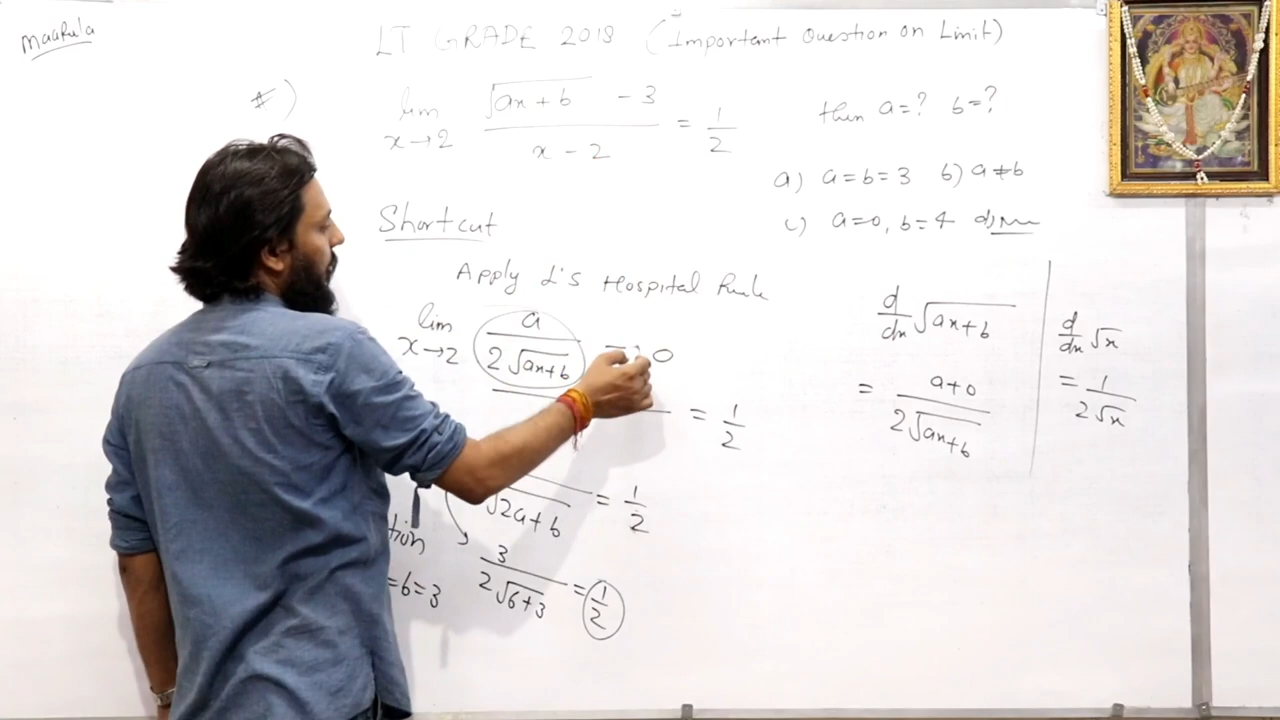 Maarula
LT GRADE 2018 (Important Question on Limit)
#) lim x→2 (√(ax+b) - 3)/(x - 2) = 1/2 then a=? b=?
a) a=b=3 b) a≠b
c) a=0, b=4 d)
Shortcut
Apply L's Hospital Rule
lim x→2 a/(2√(ax+b)) - 0 = 1/2
√(2a+b) = 1/2
tion
=b=3
3/(2√(6+3)) = 1/2
d/dx √(ax+b)
= (a+0)/(2√(ax+b))
d/dx √x
= 1/(2√x)